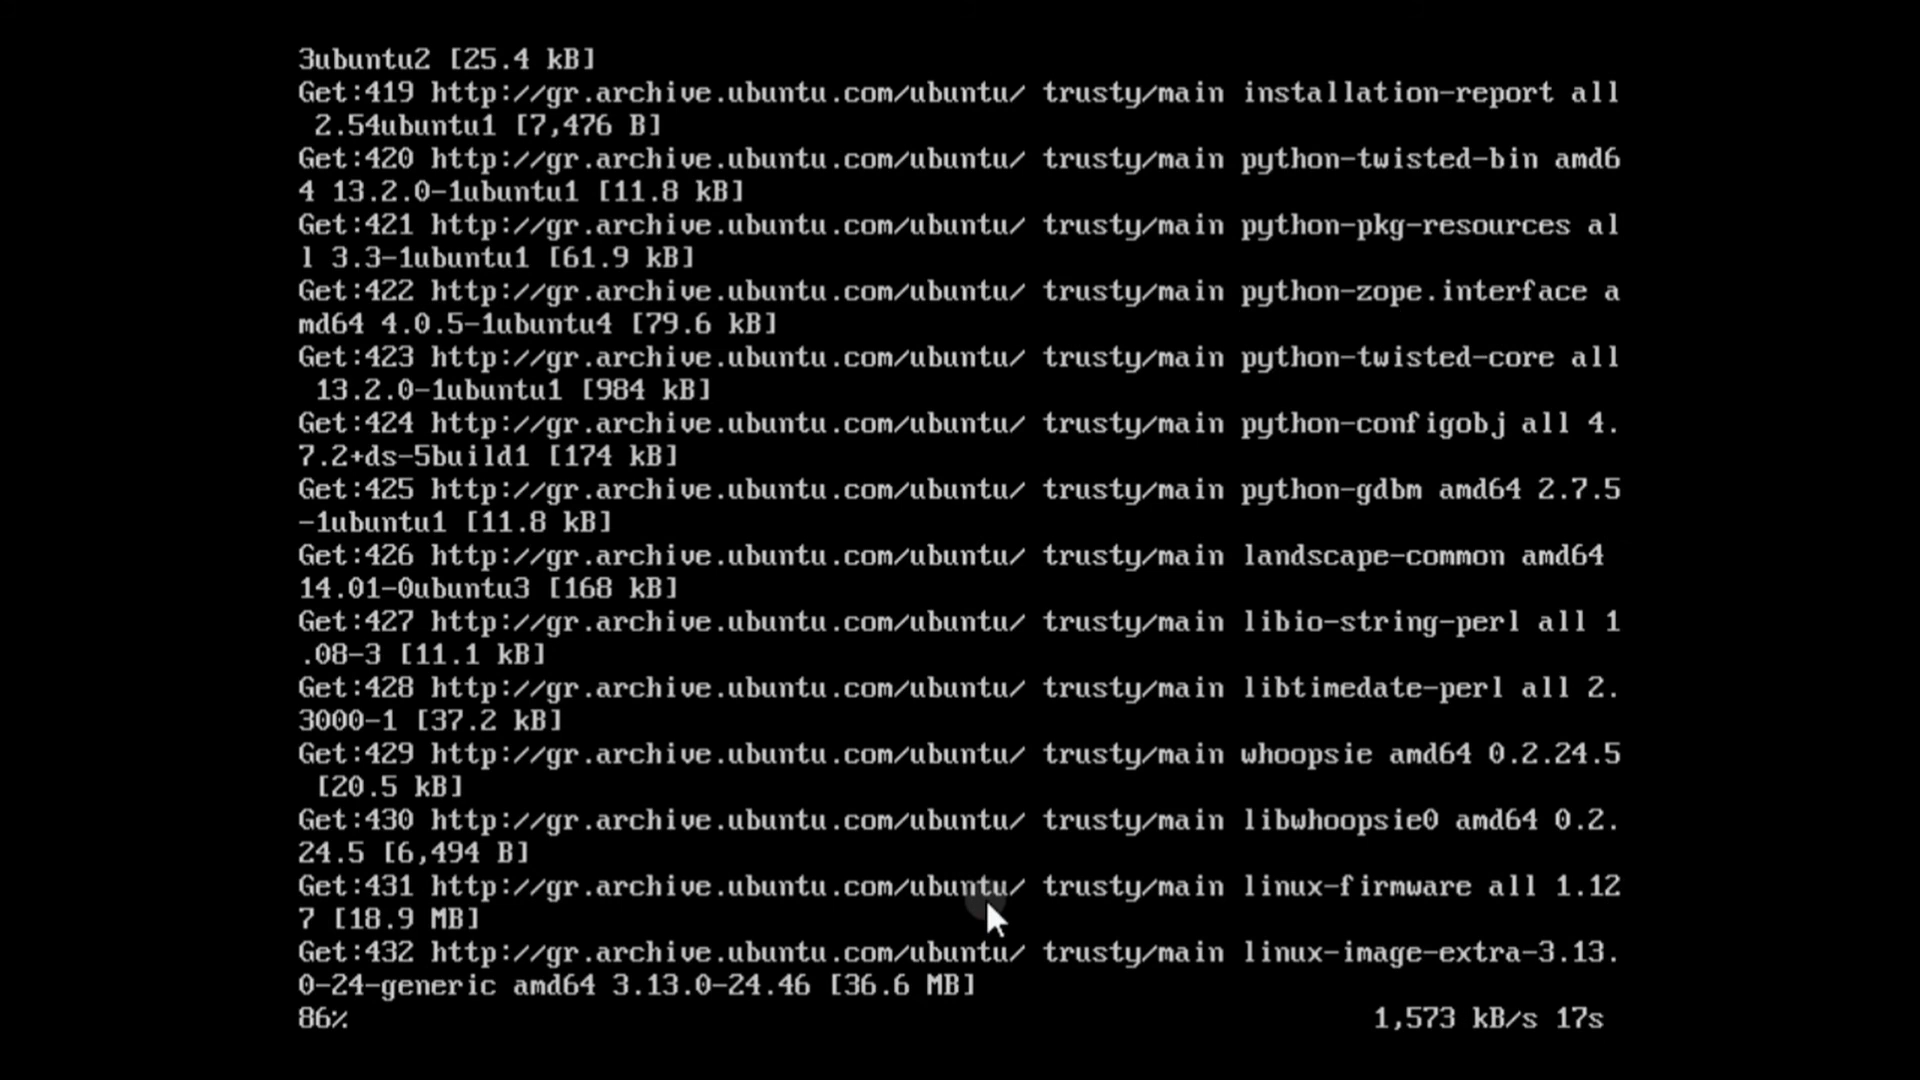 3ubuntu2 [25.4 kB]
Get:419 http://gr.archive.ubuntu.com/ubuntu/ trusty/main installation-report all
 2.54ubuntu1 [7,476 B]
Get:420 http://gr.archive.ubuntu.com/ubuntu/ trusty/main python-twisted-bin amd6
4 13.2.0-1ubuntu1 [11.8 kB]
Get:421 http://gr.archive.ubuntu.com/ubuntu/ trusty/main python-pkg-resources al
l 3.3-1ubuntu1 [61.9 kB]
Get:422 http://gr.archive.ubuntu.com/ubuntu/ trusty/main python-zope.interface a
md64 4.0.5-1ubuntu4 [79.6 kB]
Get:423 http://gr.archive.ubuntu.com/ubuntu/ trusty/main python-twisted-core all
 13.2.0-1ubuntu1 [984 kB]
Get:424 http://gr.archive.ubuntu.com/ubuntu/ trusty/main python-configobj all 4.
7.2+ds-5build1 [174 kB]
Get:425 http://gr.archive.ubuntu.com/ubuntu/ trusty/main python-gdbm amd64 2.7.5
-1ubuntu1 [11.8 kB]
Get:426 http://gr.archive.ubuntu.com/ubuntu/ trusty/main landscape-common amd64
14.01-0ubuntu3 [168 kB]
Get:427 http://gr.archive.ubuntu.com/ubuntu/ trusty/main libio-string-perl all 1
.08-3 [11.1 kB]
Get:428 http://gr.archive.ubuntu.com/ubuntu/ trusty/main libtimedate-perl all 2.
3000-1 [37.2 kB]
Get:429 http://gr.archive.ubuntu.com/ubuntu/ trusty/main whoopsie amd64 0.2.24.5
 [20.5 kB]
Get:430 http://gr.archive.ubuntu.com/ubuntu/ trusty/main libwhoopsie0 amd64 0.2.
24.5 [6,494 B]
Get:431 http://gr.archive.ubuntu.com/ubuntu/ trusty/main linux-firmware all 1.12
7 [18.9 MB]
Get:432 http://gr.archive.ubuntu.com/ubuntu/ trusty/main linux-image-extra-3.13.
0-24-generic amd64 3.13.0-24.46 [36.6 MB]
86% 1,573 kB/s 17s